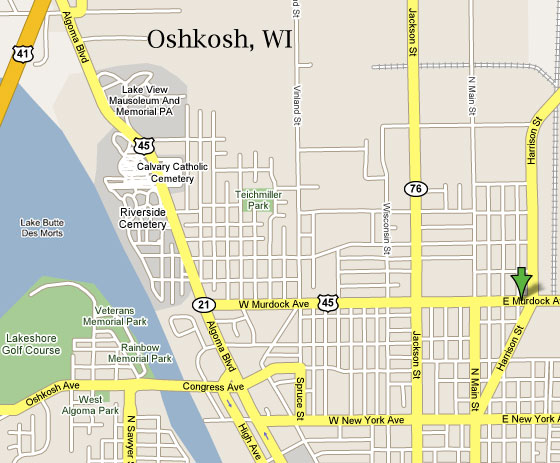 Oshkosh, WI
41
Algoma Blvd
rd St
Jackson St
N Main St
Lake View
Mausoleum And
Memorial PA
Vinland St
Harrison St
45
Calvary Catholic
Cemetery
76
Teichmiller
Park
Riverside
Cemetery
Wisconsin St
Lake Butte
Des Morts
21
W Murdock Ave
45
E Murdock Av
Veterans
Memorial Park
Algoma Blvd
Jackson St
Harrison St
Lakeshore
Golf Course
Rainbow
Memorial Park
Oshkosh Ave
Congress Ave
Spruce St
N Main St
West
Algoma Park
N Sawyer S
High Ave
W New York Ave
E New York A